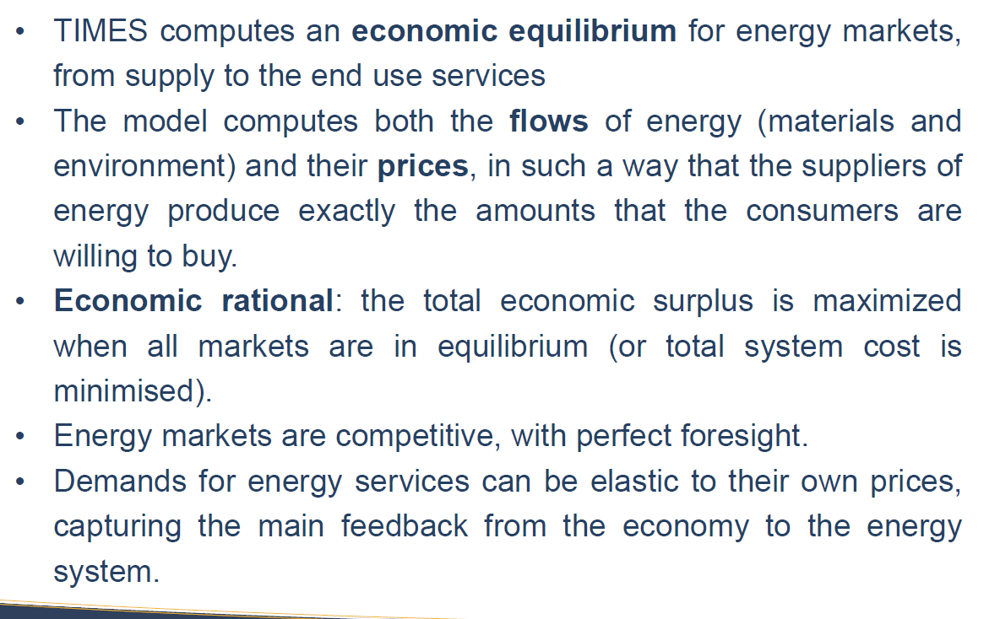 • TIMES computes an economic equilibrium for energy markets,
from supply to the end use services
• The model computes both the flows of energy (materials and
environment) and their prices, in such a way that the suppliers of
energy produce exactly the amounts that the consumers are
willing to buy.
• Economic rational: the total economic surplus is maximized
when all markets are in equilibrium (or total system cost is
minimised).
• Energy markets are competitive, with perfect foresight.
• Demands for energy services can be elastic to their own prices,
capturing the main feedback from the economy to the energy
system.